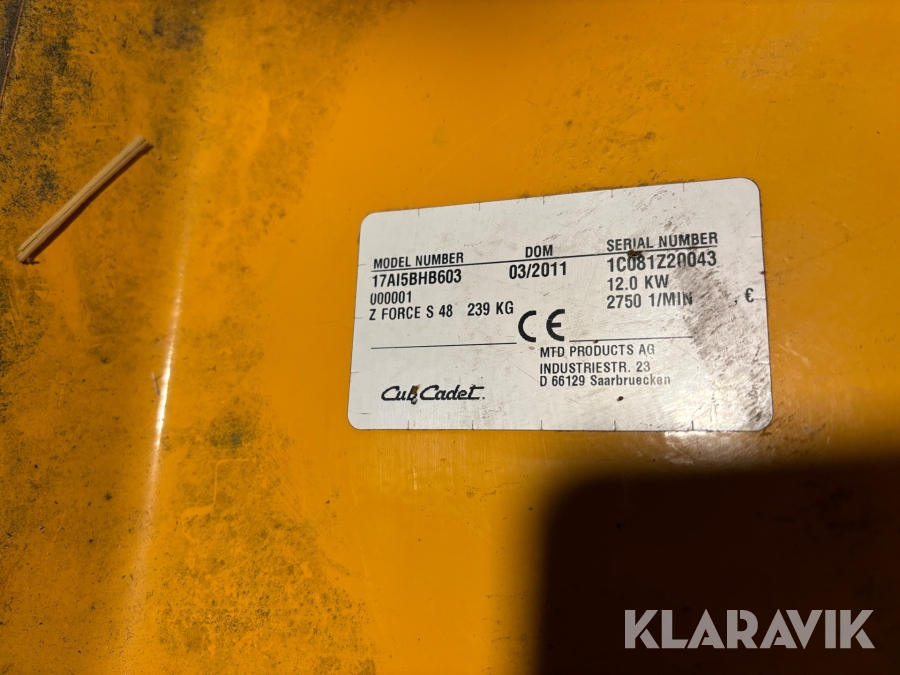 MODEL NUMBER DOM SERIAL NUMBER
17AI5BHB603 03/2011 1C081Z20043
000001 12.0 KW
Z FORCE S 48 239 KG 2750 1/MIN , €
CE
MTD PRODUCTS AG
INDUSTRIESTR. 23
D 66129 Saarbruecken
Cub Cadet.
KLARAVIK